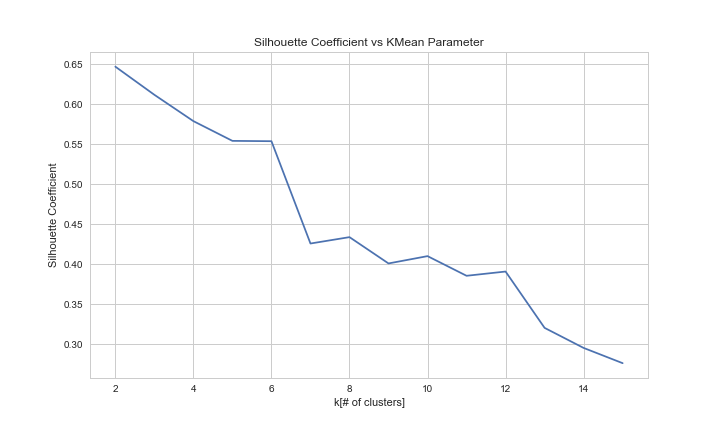 Silhouette Coefficient vs KMean Parameter
0.65
0.60
0.55
0.50
0.45
0.40
0.35
0.30
Silhouette Coefficient
2 4 6 8 10 12 14
k[# of clusters]